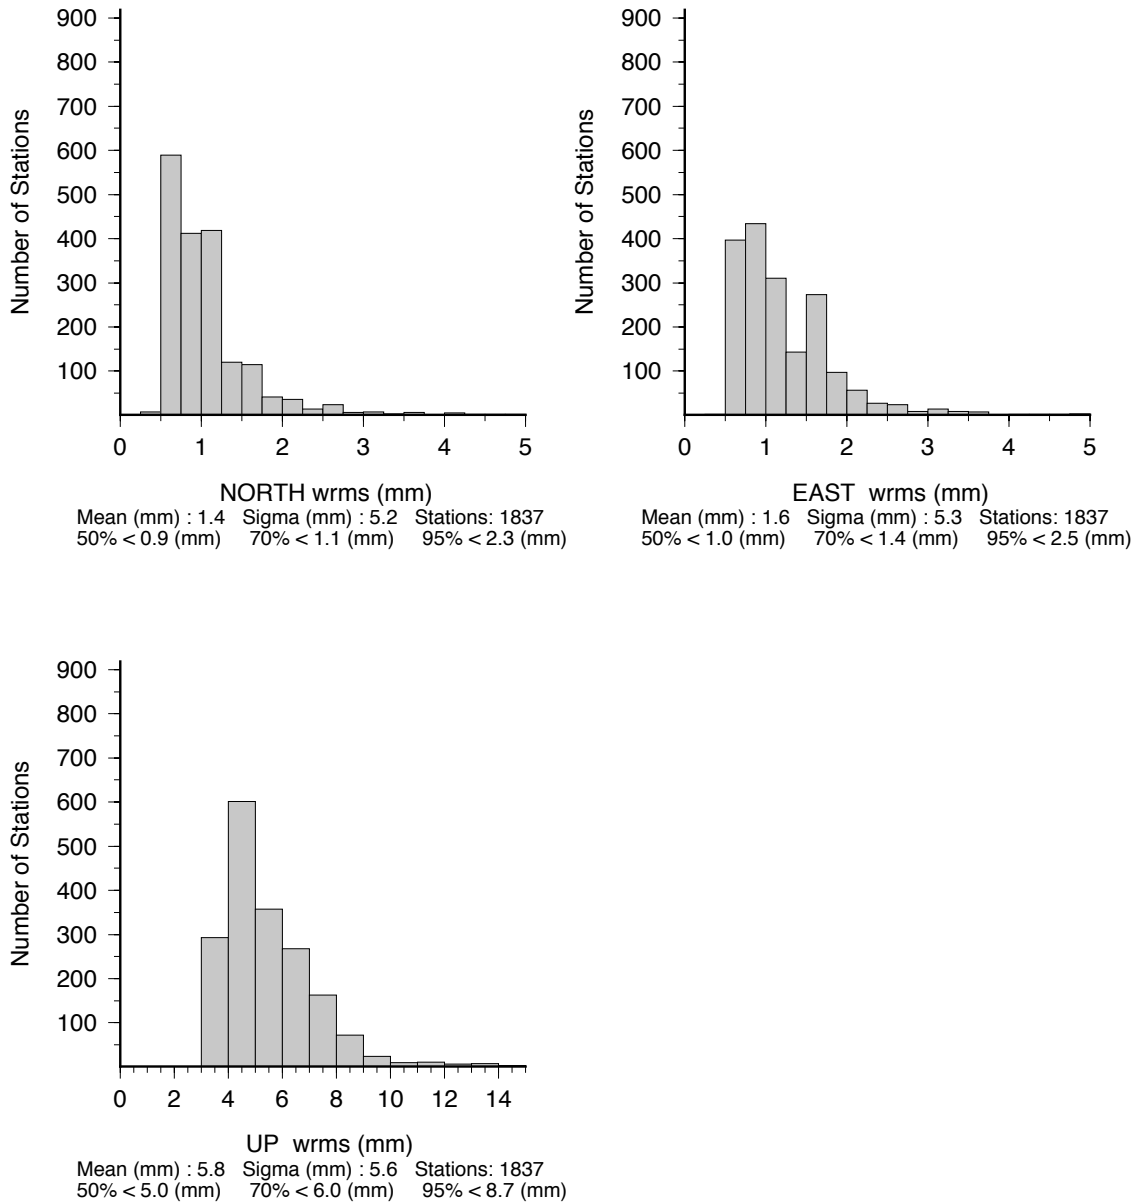 900
800
700
600
500
400
300
200
100
Number of Stations
0 1 2 3 4 5
NORTH wrms (mm)
Mean (mm) : 1.4 Sigma (mm) : 5.2 Stations: 1837
50% < 0.9 (mm) 70% < 1.1 (mm) 95% < 2.3 (mm)
900
800
700
600
500
400
300
200
100
Number of Stations
0 1 2 3 4 5
EAST wrms (mm)
Mean (mm) : 1.6 Sigma (mm) : 5.3 Stations: 1837
50% < 1.0 (mm) 70% < 1.4 (mm) 95% < 2.5 (mm)
900
800
700
600
500
400
300
200
100
Number of Stations
0 2 4 6 8 10 12 14
UP wrms (mm)
Mean (mm) : 5.8 Sigma (mm) : 5.6 Stations: 1837
50% < 5.0 (mm) 70% < 6.0 (mm) 95% < 8.7 (mm)